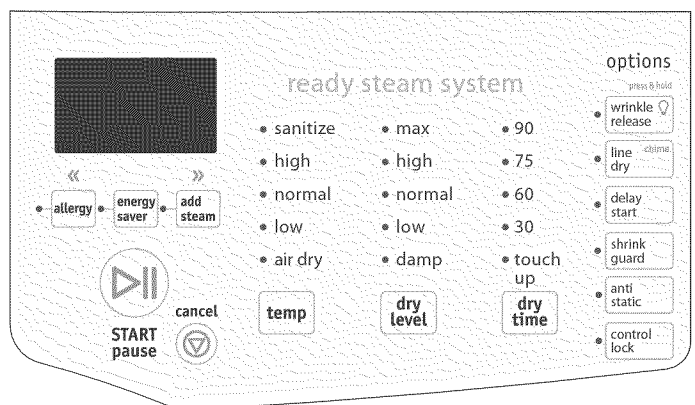 options
press & hold
wrinkle
release
line
dry
chime
delay
start
shrink
guard
anti
static
control
lock
ready steam system
sanitize
high
normal
low
air dry
temp
max
high
normal
low
damp
dry
level
90
75
60
30
touch
up
dry
time
«
»
allergy
energy
saver
add
steam
START
pause
cancel